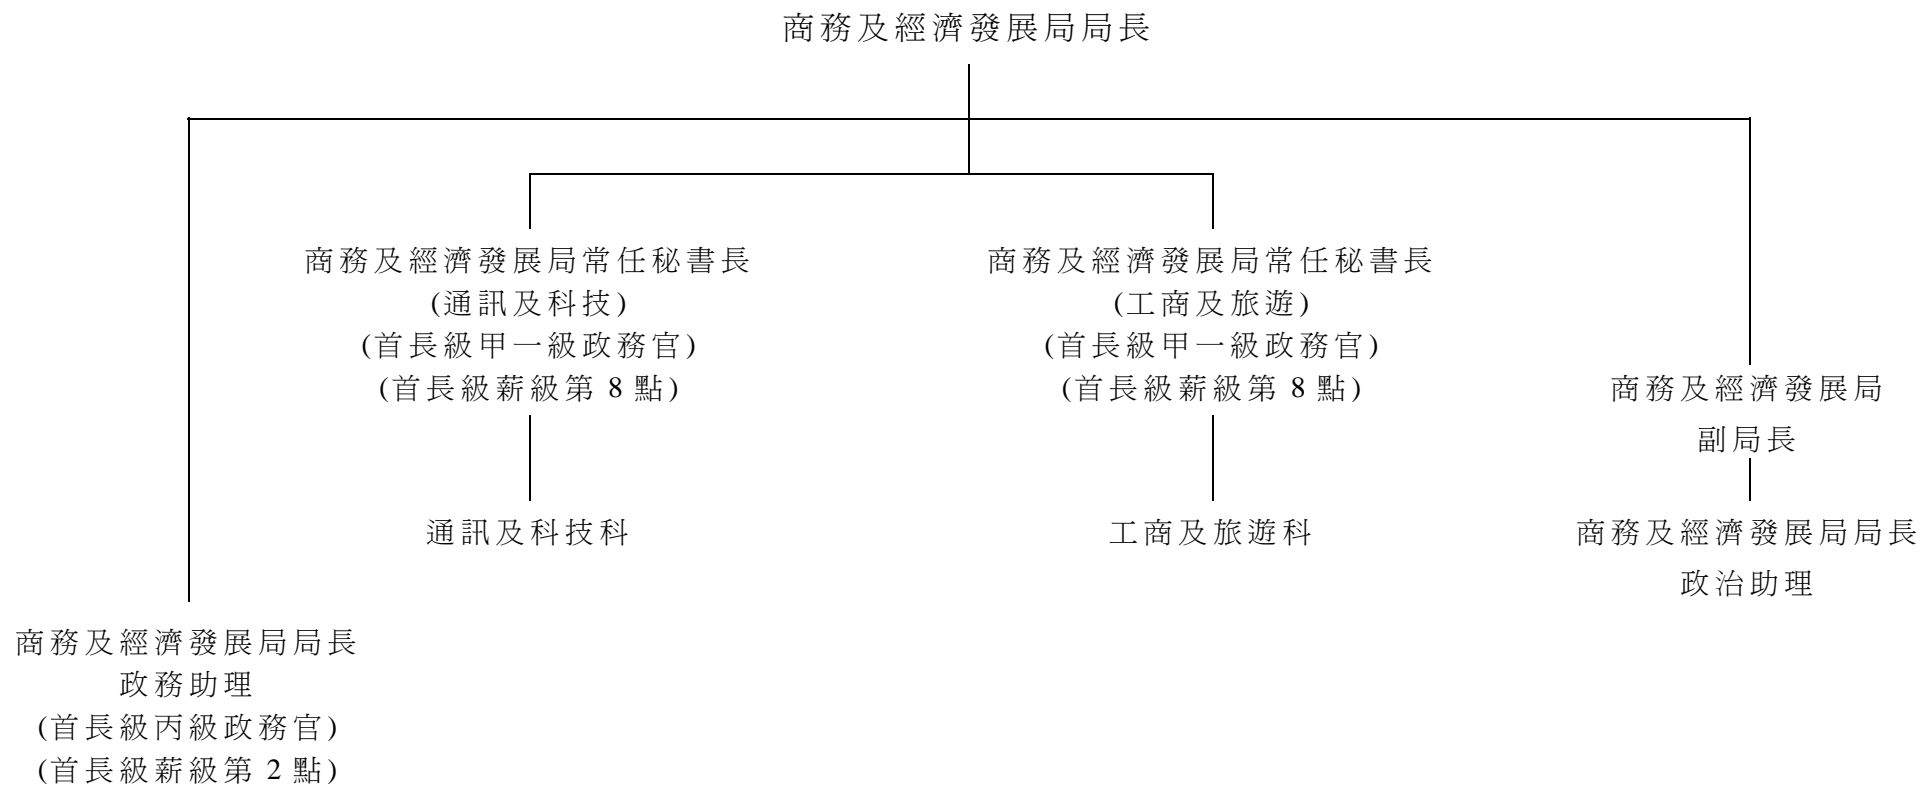 商務及經濟發展局局長
商務及經濟發展局常任秘書長
(通訊及科技)
(首長級甲一級政務官)
(首長級薪級第 8 點)
商務及經濟發展局常任秘書長
(工商及旅遊)
(首長級甲一級政務官)
(首長級薪級第 8 點)
商務及經濟發展局
副局長
通訊及科技科
工商及旅遊科
商務及經濟發展局局長
政治助理
商務及經濟發展局局長
政務助理
(首長級丙級政務官)
(首長級薪級第 2 點)